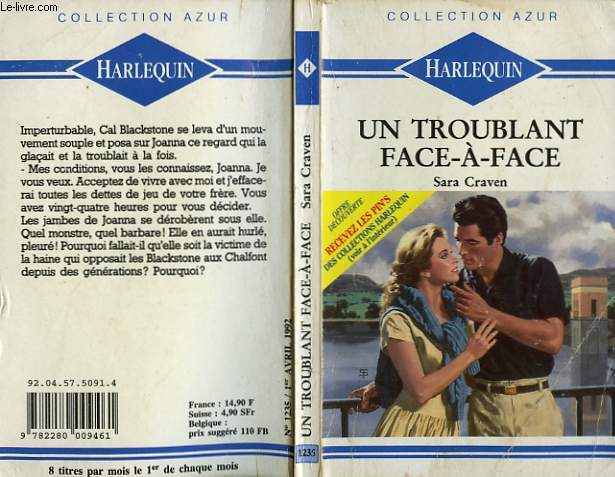 Le-livre.com
COLLECTION AZUR
HARLEQUIN
Imperturbable, Cal Blackstone se leva d'un mou-
vement souple et posa sur Joanna ce regard qui la
glaçait et la troublait à la fois.
- Mes conditions, vous les connaissez, Joanna. Je
vous veux. Acceptez de vivre avec moi et j'efface-
rai toutes les dettes de jeu de votre frère. Vous
avez vingt-quatre heures pour vous décider.
Les jambes de Joanna se dérobèrent sous elle.
Quel monstre, quel barbare! Elle en aurait hurlé,
pleuré! Pourquoi fallait-il qu'elle soit la victime de
la haine qui opposait les Blackstone aux Chalfont
depuis des générations? Pourquoi?
92.04.57.5091.4
9 782280 009461
France : 14,90 F
Suisse : 4,90 SFr
Belgique :
prix suggéré 110 FB
8 titres par mois le 1er de chaque mois
H
UN TROUBLANT FACE-À-FACE Sara Craven
N° 1235 / 1er AVRIL 1992
1235
COLLECTION AZUR
HARLEQUIN
UN TROUBLANT
FACE-À-FACE
Sara Craven
OFFRE
DÉCOUVERTE
RECEVEZ LES PIN'S
DES COLLECTIONS HARLEQUIN
(voir à l'intérieur)